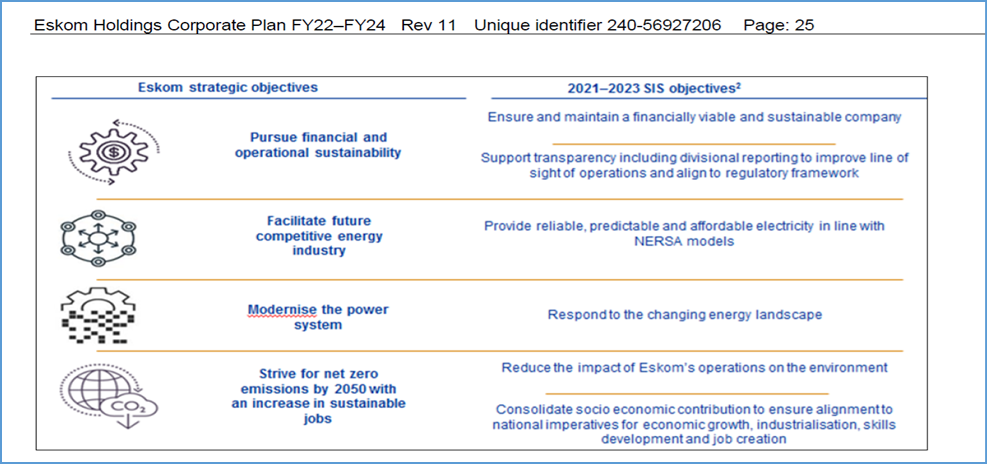 Eskom Holdings Corporate Plan FY22–FY24 Rev 11 Unique identifier 240-56927206 Page: 25
Eskom strategic objectives
2021–2023 SIS objectives²
$
Pursue financial and
operational sustainability
Ensure and maintain a financially viable and sustainable company
Support transparency including divisional reporting to improve line of
sight of operations and align to regulatory framework
Facilitate future
competitive energy
industry
Provide reliable, predictable and affordable electricity in line with
NERSA models
Modernise the power
system
Respond to the changing energy landscape
CO₂
Strive for net zero
emissions by 2050 with
an increase in sustainable
jobs
Reduce the impact of Eskom's operations on the environment
Consolidate socio economic contribution to ensure alignment to
national imperatives for economic growth, industrialisation, skills
development and job creation